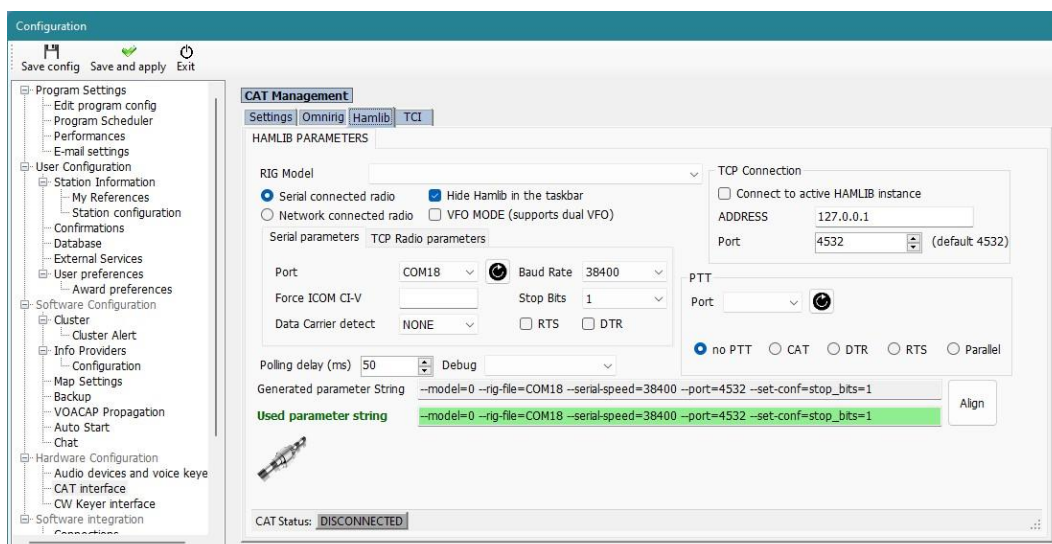 Configuration
Save config Save and apply Exit
Program Settings
Edit program config
Program Scheduler
Performances
E-mail settings
User Configuration
Station Information
My References
Station configuration
Confirmations
Database
External Services
User preferences
Award preferences
Software Configuration
Cluster
Cluster Alert
Info Providers
Configuration
Map Settings
Backup
VOACAP Propagation
Auto Start
Chat
Hardware Configuration
Audio devices and voice keye
CAT interface
CW Keyer interface
Software integration
Connections
CAT Management
Settings Omnirig Hamlib TCI
HAMLIB PARAMETERS
RIG Model
Serial connected radio Hide Hamlib in the taskbar
Network connected radio VFO MODE (supports dual VFO)
Serial parameters TCP Radio parameters
Port COM18 Baud Rate 38400
Force ICOM CI-V Stop Bits 1
Data Carrier detect NONE RTS DTR
Polling delay (ms) 50 Debug
TCP Connection
Connect to active HAMLIB instance
ADDRESS 127.0.0.1
Port 4532 (default 4532)
PTT
Port
no PTT CAT DTR RTS Parallel
Generated parameter String --model=0 --rig-file=COM18 --serial-speed=38400 --port=4532 --set-conf=stop_bits=1
Used parameter string --model=0 --rig-file=COM18 --serial-speed=38400 --port=4532 --set-conf=stop_bits=1
Align
CAT Status: DISCONNECTED